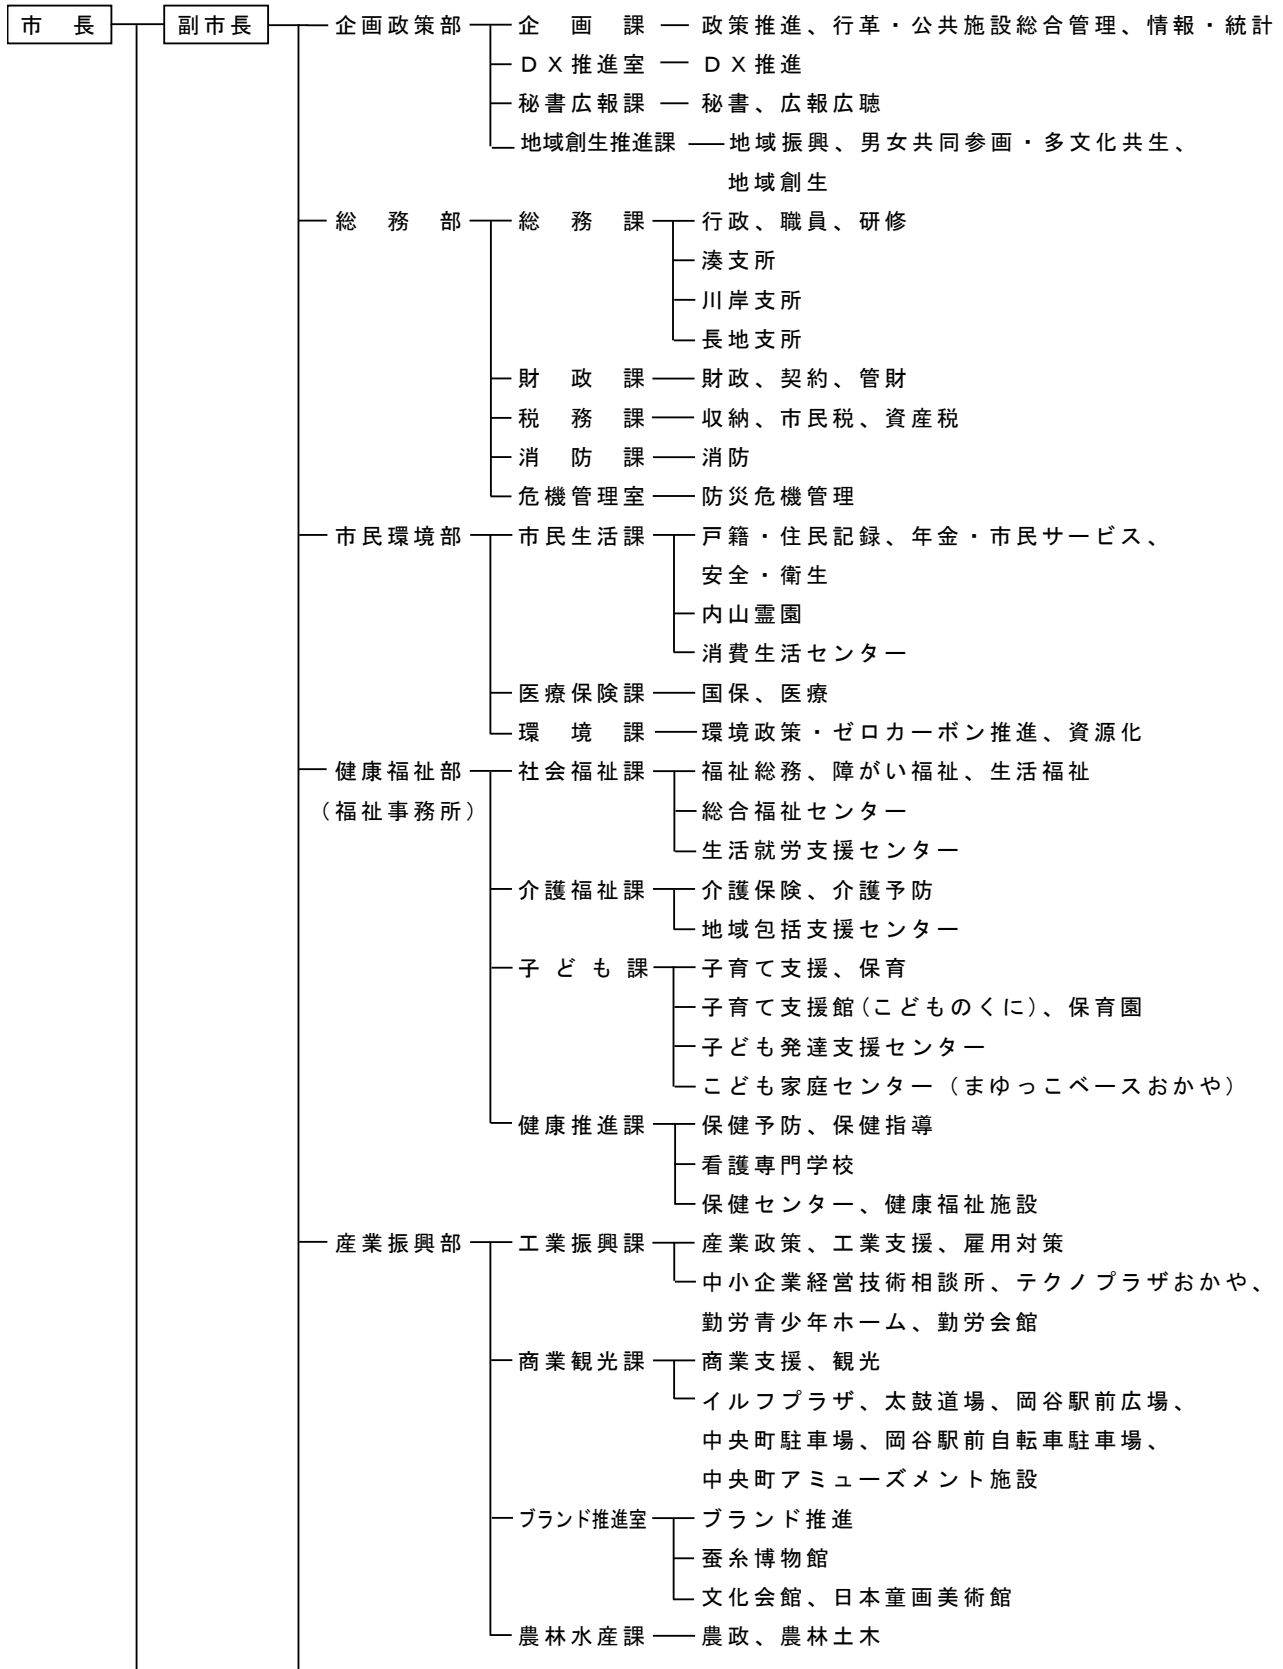 市長 副市長 企画政策部 企画課 政策推進、行革・公共施設総合管理、情報・統計
ＤＸ推進室 ＤＸ推進
秘書広報課 秘書、広報広聴
地域創生推進課 地域振興、男女共同参画・多文化共生、
地域創生
総務部 総務課 行政、職員、研修
湊支所
川岸支所
長地支所
財政課 財政、契約、管財
税務課 収納、市民税、資産税
消防課 消防
危機管理室 防災危機管理
市民環境部 市民生活課 戸籍・住民記録、年金・市民サービス、
安全・衛生
内山霊園
消費生活センター
医療保険課 国保、医療
環境課 環境政策・ゼロカーボン推進、資源化
健康福祉部 社会福祉課 福祉総務、障がい福祉、生活福祉
（福祉事務所） 総合福祉センター
生活就労支援センター
介護福祉課 介護保険、介護予防
地域包括支援センター
子ども課 子育て支援、保育
子育て支援館(こどものくに)、保育園
子ども発達支援センター
こども家庭センター（まゆっこベースおかや）
健康推進課 保健予防、保健指導
看護専門学校
保健センター、健康福祉施設
産業振興部 工業振興課 産業政策、工業支援、雇用対策
中小企業経営技術相談所、テクノプラザおかや、
勤労青少年ホーム、勤労会館
商業観光課 商業支援、観光
イルフプラザ、太鼓道場、岡谷駅前広場、
中央町駐車場、岡谷駅前自転車駐車場、
中央町アミューズメント施設
ブランド推進室 ブランド推進
蚕糸博物館
文化会館、日本童画美術館
農林水産課 農政、農林土木